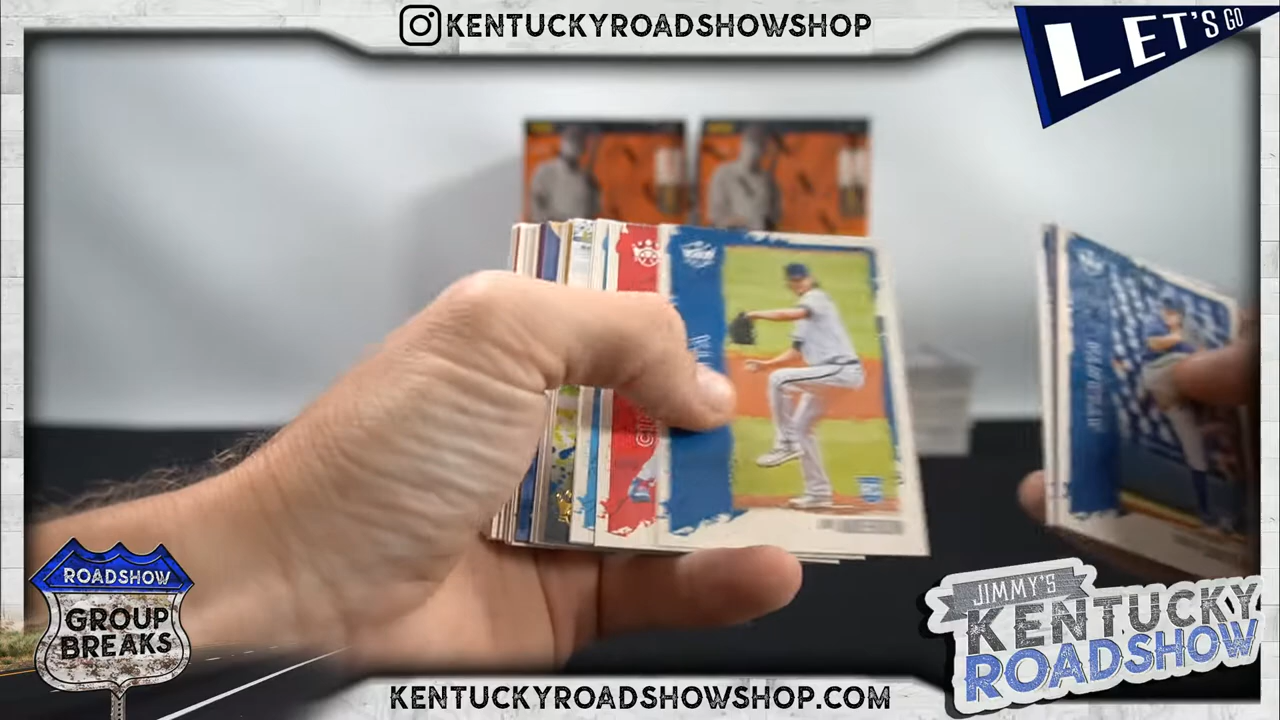 KENTUCKYROADSHOWSHOP
LET'S GO
ROADSHOW
GROUP
BREAKS
JIMMY'S
KENTUCKY
ROADSHOW
KENTUCKYROADSHOWSHOP.COM